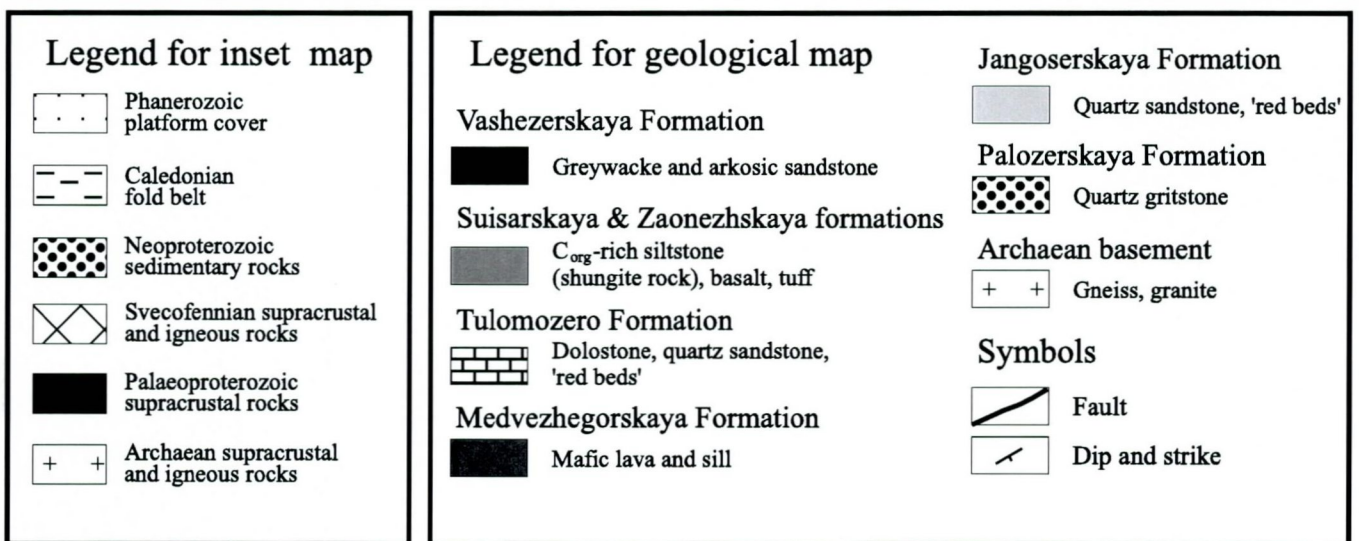 Legend for inset map
Phanerozoic
platform cover
Caledonian
fold belt
Neoproterozoic
sedimentary rocks
Svecofennian supracrustal
and igneous rocks
Palaeoproterozoic
supracrustal rocks
Archaean supracrustal
and igneous rocks
Legend for geological map
Vashezerskaya Formation
Greywacke and arkosic sandstone
Suisarskaya & Zaonezhskaya formations
Corg-rich siltstone
(shungite rock), basalt, tuff
Tulomozero Formation
Dolostone, quartz sandstone,
'red beds'
Medvezhegorskaya Formation
Mafic lava and sill
Jangoserskaya Formation
Quartz sandstone, 'red beds'
Palozerskaya Formation
Quartz gritstone
Archaean basement
Gneiss, granite
Symbols
Fault
Dip and strike